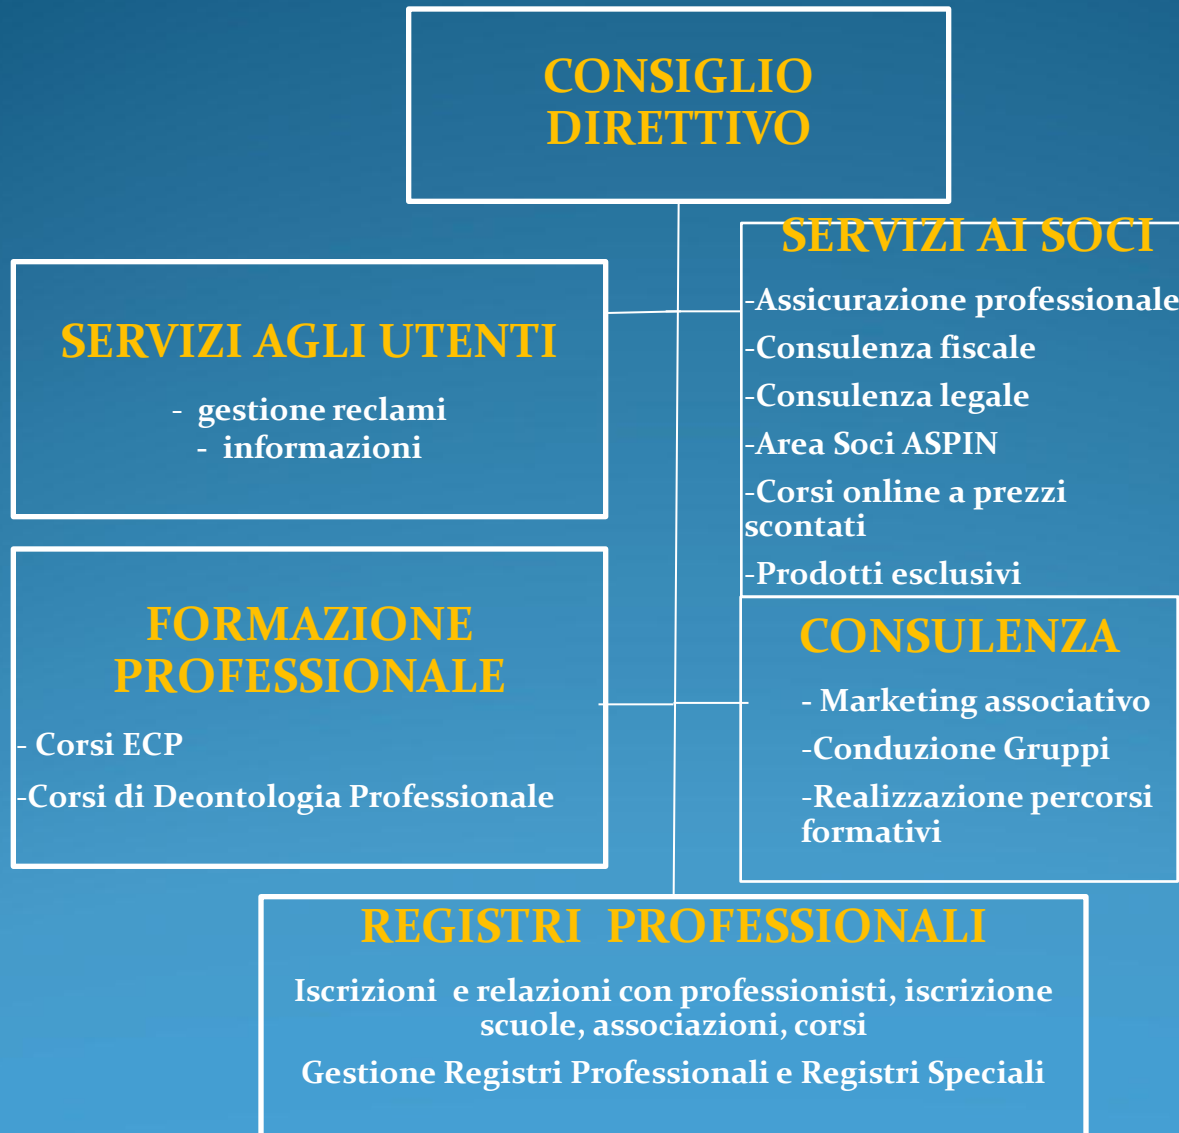 CONSIGLIO
DIRETTIVO
SERVIZI AGLI UTENTI
- gestione reclami
- informazioni
SERVIZI AI SOCI
-Assicurazione professionale
-Consulenza fiscale
-Consulenza legale
-Area Soci ASPIN
-Corsi online a prezzi
scontati
-Prodotti esclusivi
FORMAZIONE
PROFESSIONALE
- Corsi ECP
-Corsi di Deontologia Professionale
CONSULENZA
- Marketing associativo
-Conduzione Gruppi
-Realizzazione percorsi
formativi
REGISTRI PROFESSIONALI
Iscrizioni e relazioni con professionisti, iscrizione
scuole, associazioni, corsi
Gestione Registri Professionali e Registri Speciali